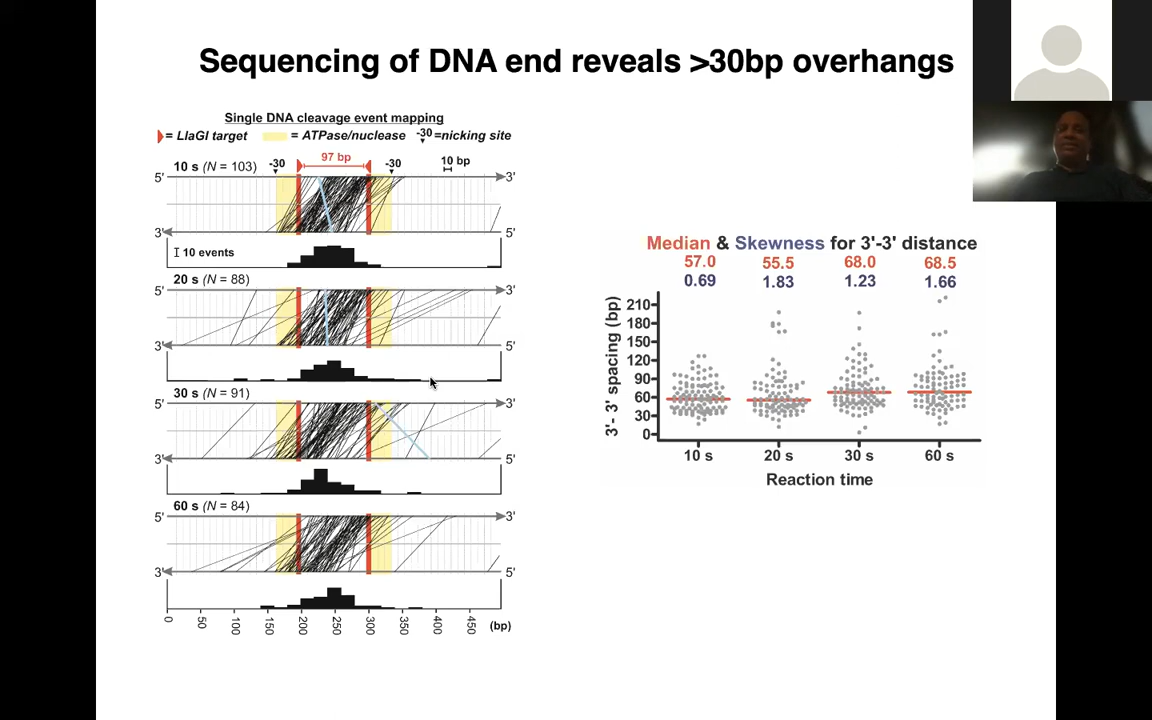 Sequencing of DNA end reveals >30bp overhangs
Single DNA cleavage event mapping
= LlaGI target = ATPase/nuclease -30 =nicking site
10 s (N = 103) -30 97 bp -30 10 bp
5' 3'
3' 5'
10 events
20 s (N = 88)
5' 3'
3' 5'
30 s (N = 91)
5' 3'
3' 5'
60 s (N = 84)
5' 3'
3' 5'
0 50 100 150 200 250 300 350 400 450 (bp)
Median & Skewness for 3'-3' distance
57.0 55.5 68.0 68.5
0.69 1.83 1.23 1.66
3'- 3' spacing (bp)
210
180
150
120
90
60
30
0
10 s 20 s 30 s 60 s
Reaction time